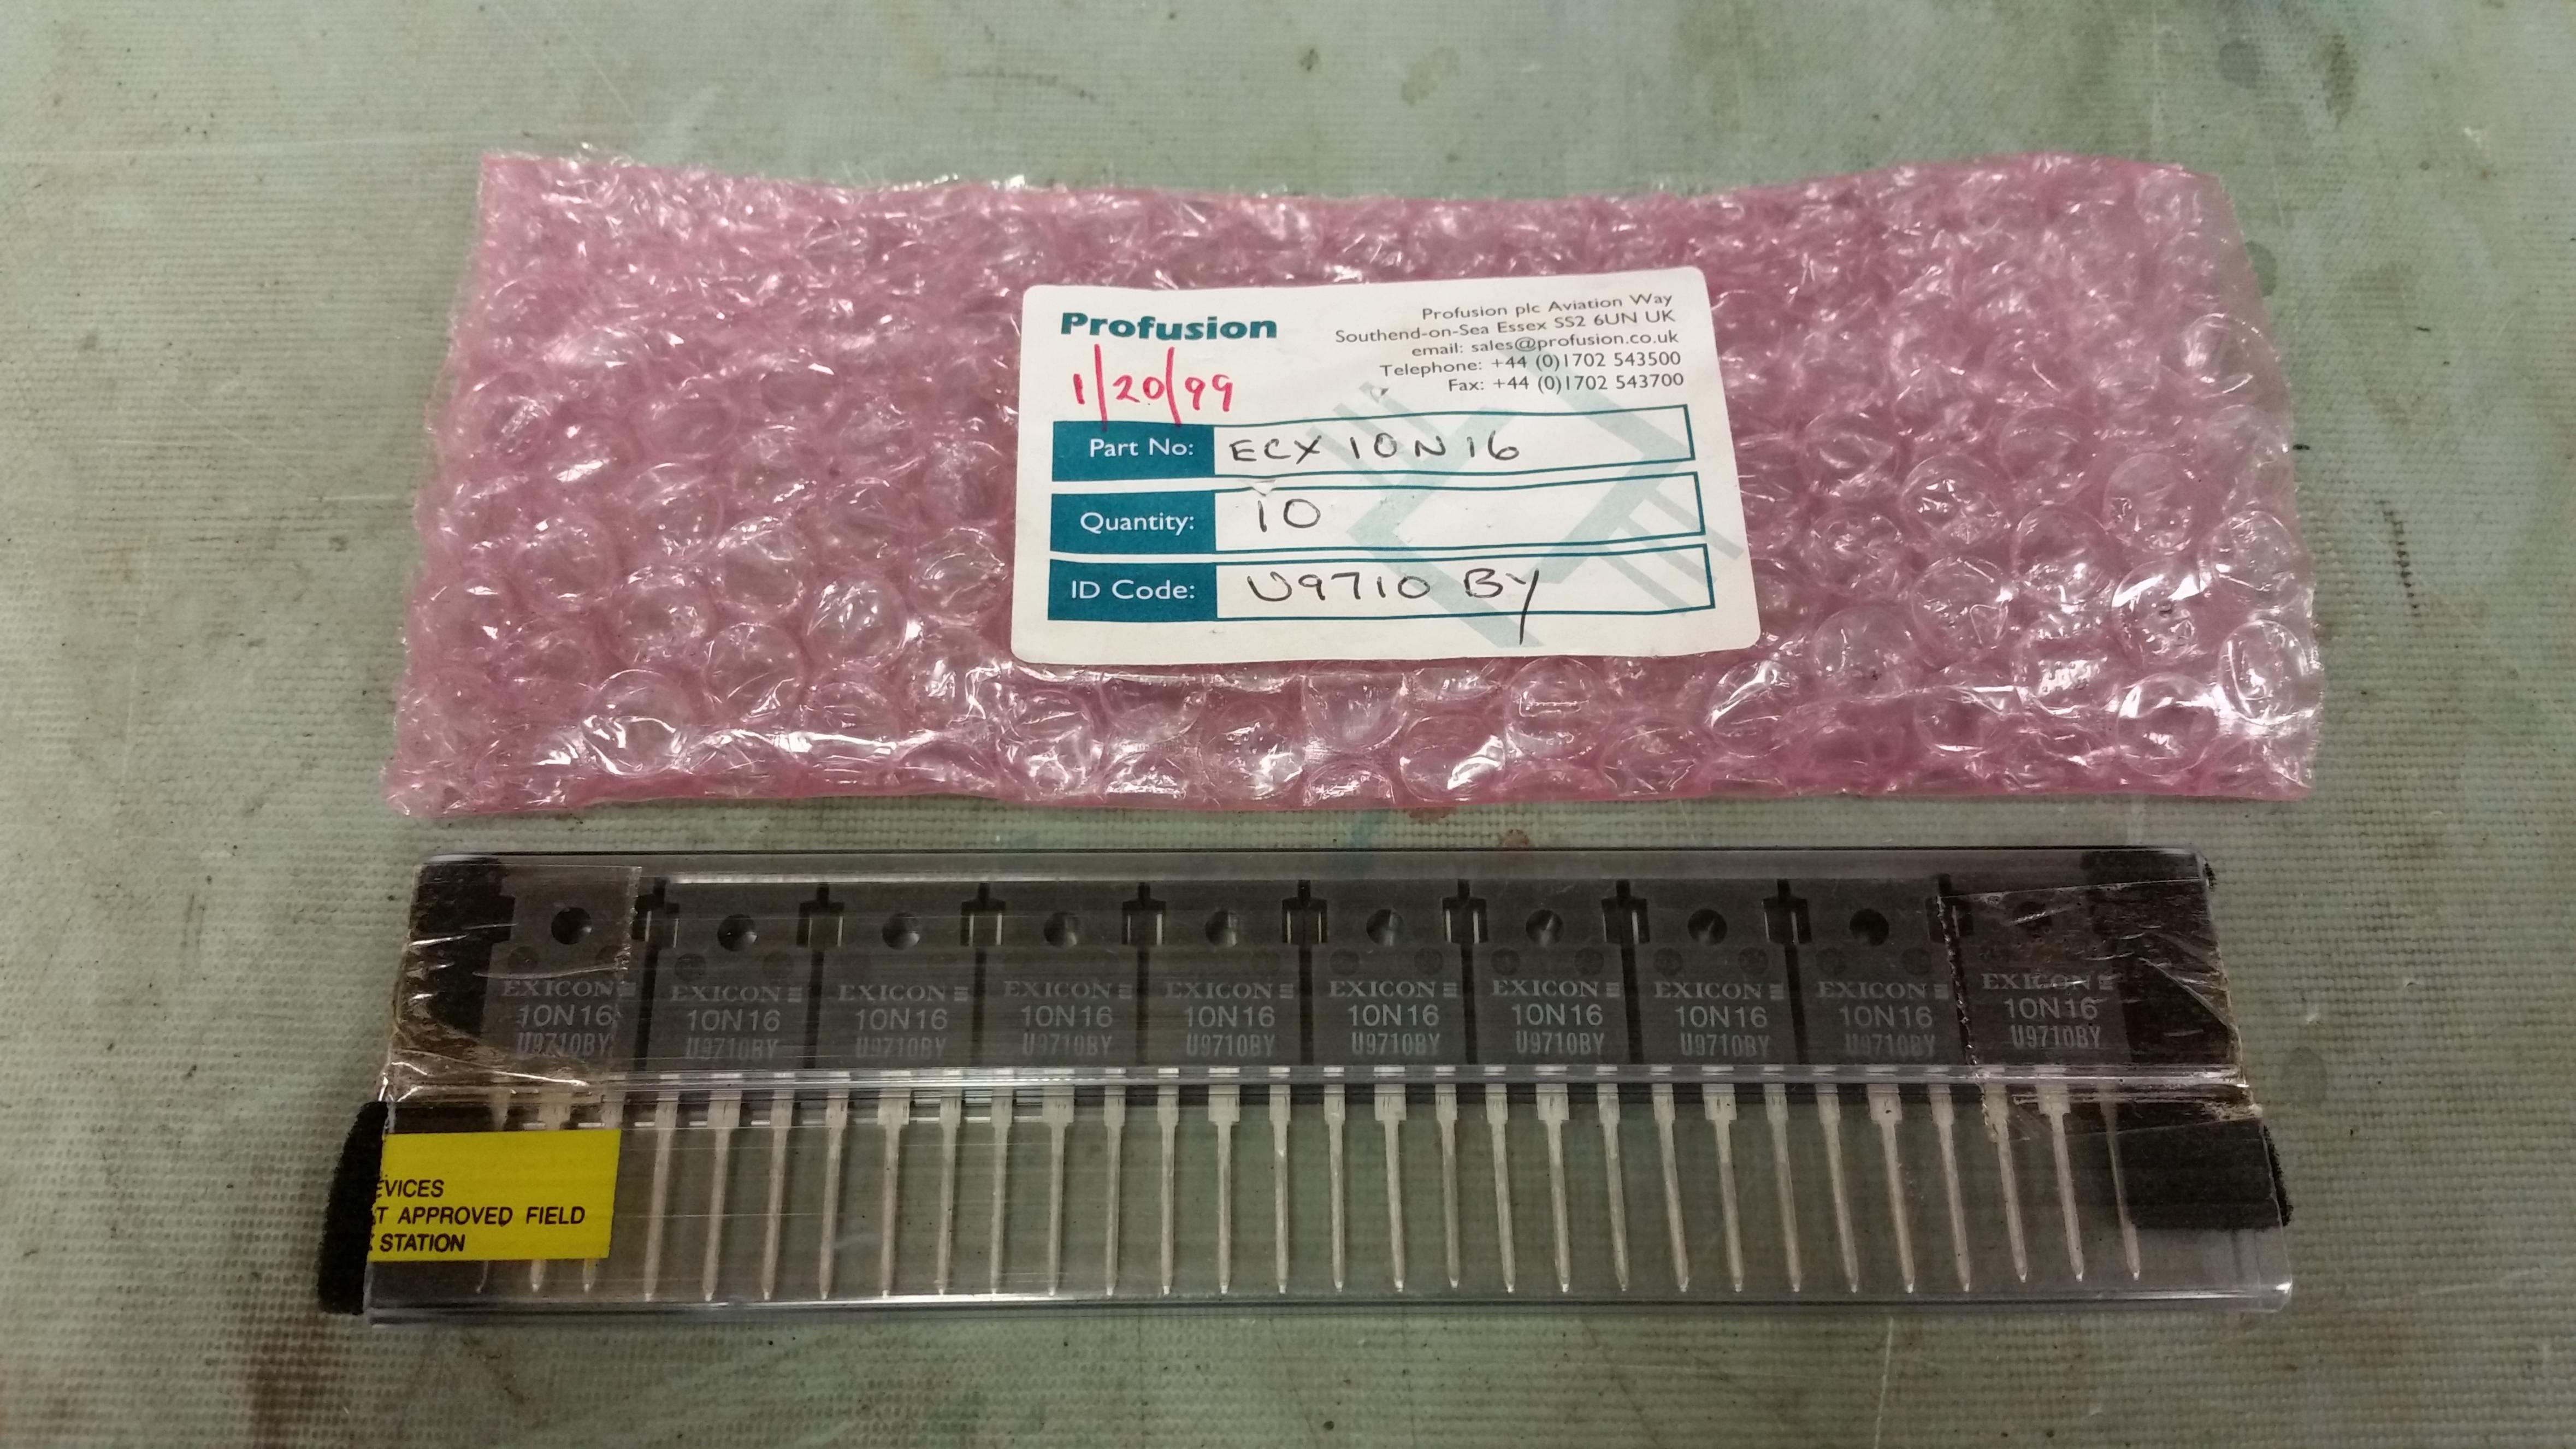 Profusion
Profusion plc Aviation Way
Southend-on-Sea Essex SS2 6UN UK
email: sales@profusion.co.uk
Telephone: +44 (0)1702 543500
Fax: +44 (0)1702 543700
1/20/99
Part No: ECX 10N16
Quantity: 10
ID Code: U9710 BY
EXICON
10N16
U9710BY
EXICON
10N16
U9710BY
EXICON
10N16
U9710BY
EXICON
10N16
U9710BY
EXICON
10N16
U9710BY
EXICON
10N16
U9710BY
EXICON
10N16
U9710BY
EXICON
10N16
U9710BY
EXICON
10N16
U9710BY
EXICON
10N16
U9710BY
EVICES
T APPROVED FIELD
STATION